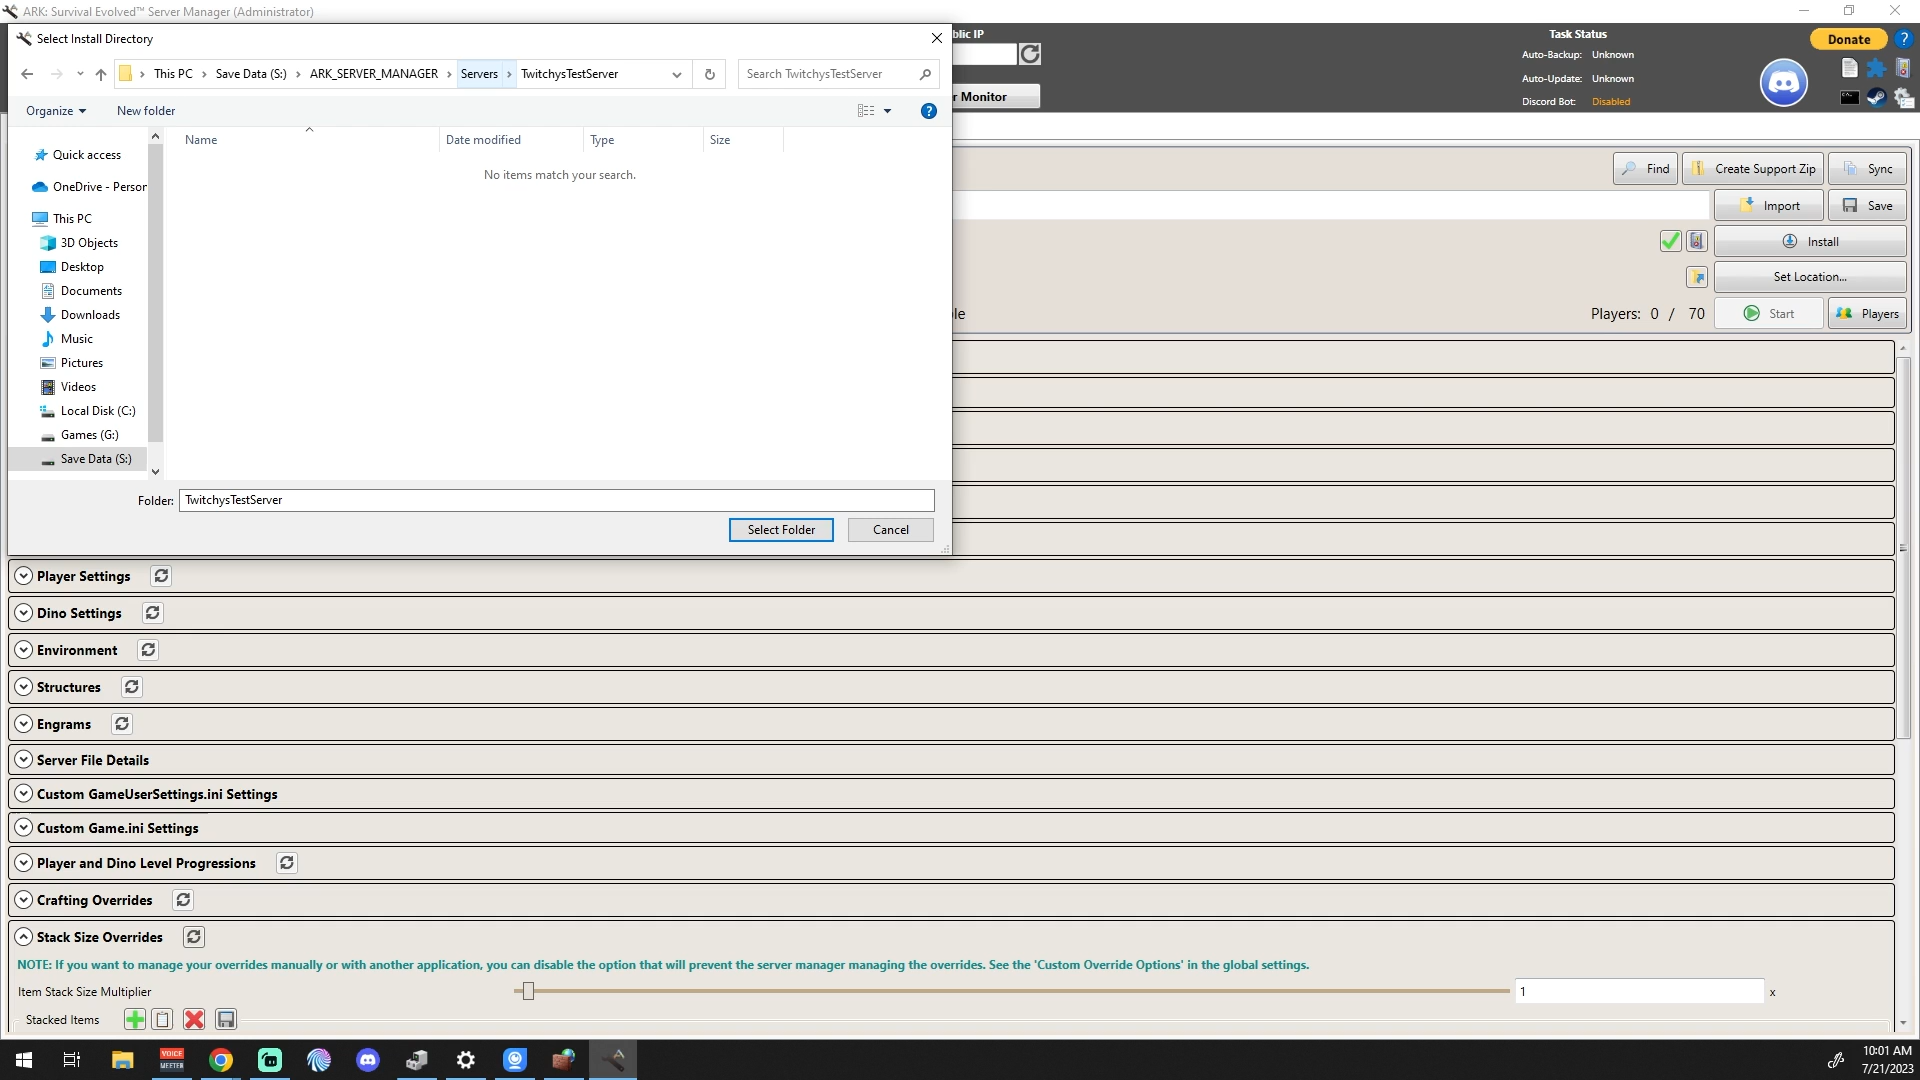 ARK: Survival Evolved™ Server Manager (Administrator)
Select Install Directory
This PC
Save Data (S:)
ARK_SERVER_MANAGER
Servers
TwitchysTestServer
Search TwitchysTestServer
Organize
New folder
Name
Date modified
Type
Size
No items match your search.
Quick access
OneDrive - Person
This PC
3D Objects
Desktop
Documents
Downloads
Music
Pictures
Videos
Local Disk (C:)
Games (G:)
Save Data (S:)
Folder:
TwitchysTestServer
Select Folder
Cancel
blic IP
r Monitor
Task Status
Auto-Backup: Unknown
Auto-Update: Unknown
Discord Bot: Disabled
Donate
?
Find
Create Support Zip
Sync
Import
Save
Install
Set Location...
le
Players: 0 / 70
Start
Players
Player Settings
Dino Settings
Environment
Structures
Engrams
Server File Details
Custom GameUserSettings.ini Settings
Custom Game.ini Settings
Player and Dino Level Progressions
Crafting Overrides
Stack Size Overrides
NOTE: If you want to manage your overrides manually or with another application, you can disable the option that will prevent the server manager managing the overrides. See the 'Custom Override Options' in the global settings.
Item Stack Size Multiplier
1
x
Stacked Items
VOICE
MEETER
10:01 AM
7/21/2023